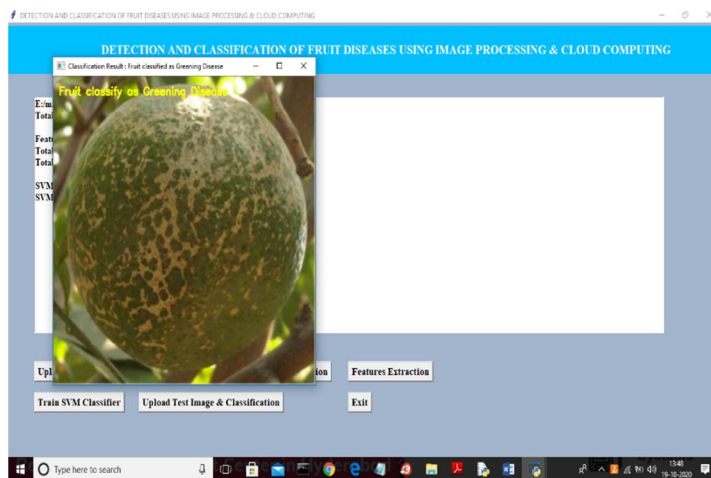 DETECTION AND CLASSIFICATION OF FRUIT DISEASES USING IMAGE PROCESSING & CLOUD COMPUTING
DETECTION AND CLASSIFICATION OF FRUIT DISEASES USING IMAGE PROCESSING & CLOUD COMPUTING
Classification Result : Fruit classified as Greening Disease
Fruit classify as Greening Disease
E:/m
Total
Featu
Total
Total
SVM
SVM
Upl
ion
Features Extraction
Train SVM Classifier
Upload Test Image & Classification
Exit
Type here to search
13:48
19-10-2020